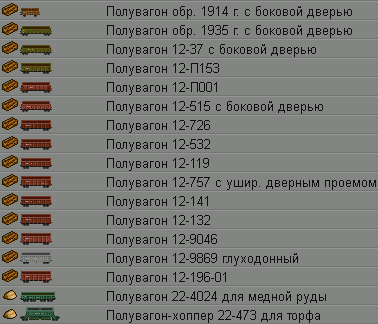 Полувагон обр. 1914 г. с боковой дверью
Полувагон обр. 1935 г. с боковой дверью
Полувагон 12-37 с боковой дверью
Полувагон 12-П153
Полувагон 12-П001
Полувагон 12-515 с боковой дверью
Полувагон 12-726
Полувагон 12-532
Полувагон 12-119
Полувагон 12-757 с ушир. дверным проемом
Полувагон 12-141
Полувагон 12-132
Полувагон 12-9046
Полувагон 12-9869 глуходонный
Полувагон 12-196-01
Полувагон 22-4024 для медной руды
Полувагон-хоппер 22-473 для торфа